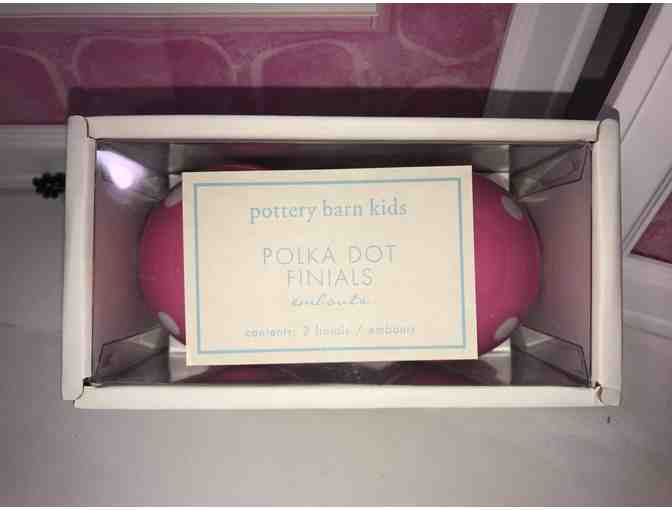 pottery barn kids
POLKA DOT
FINIALS
embouts
contents: 2 finials / embouts